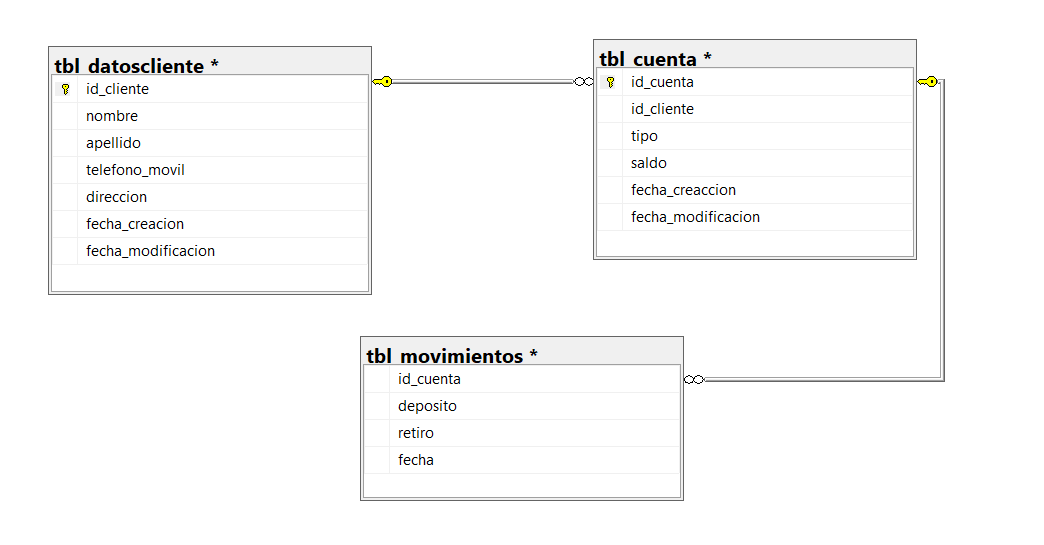 tbl_datoscliente *
id_cliente
nombre
apellido
telefono_movil
direccion
fecha_creacion
fecha_modificacion
tbl_cuenta *
id_cuenta
id_cliente
tipo
saldo
fecha_creaccion
fecha_modificacion
tbl_movimientos *
id_cuenta
deposito
retiro
fecha